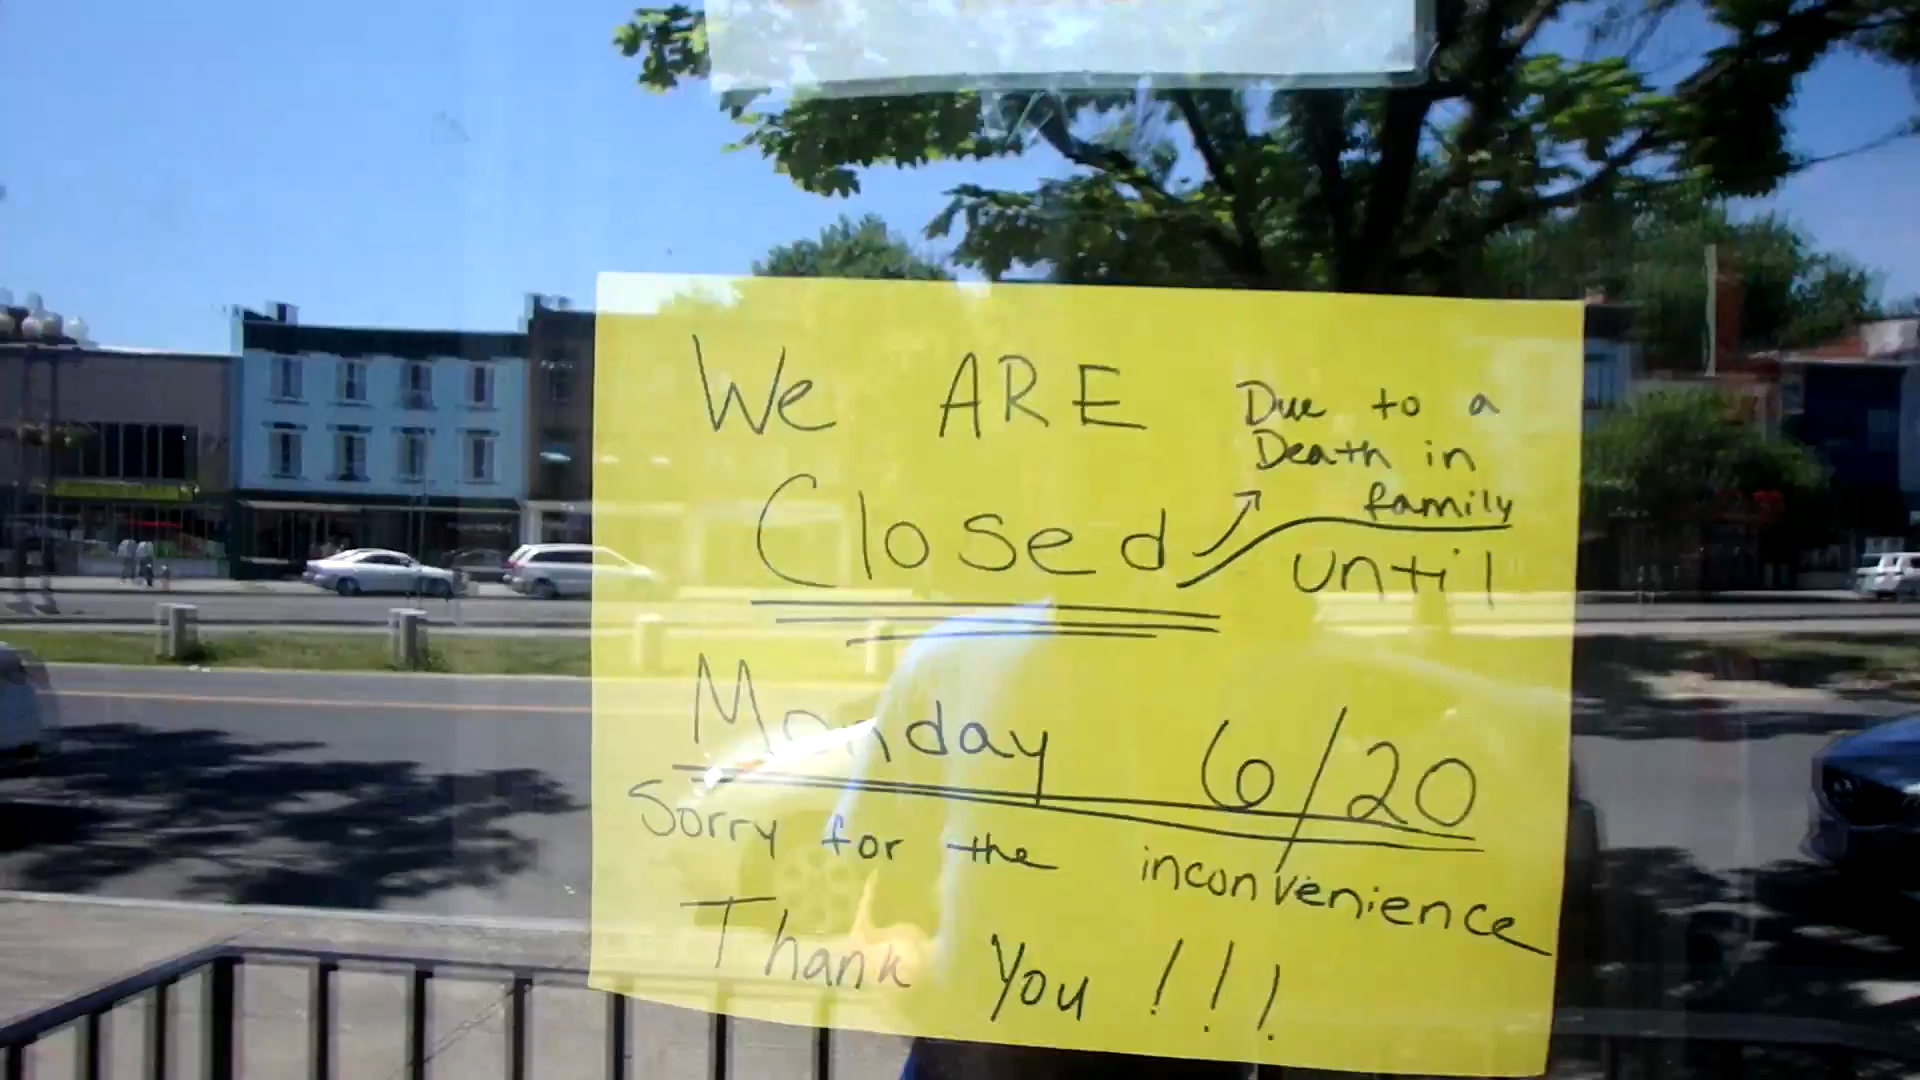 We ARE
Closed
Due to a
Death in
family
until
Monday 6/20
Sorry for the inconvenience
Thank You !!!